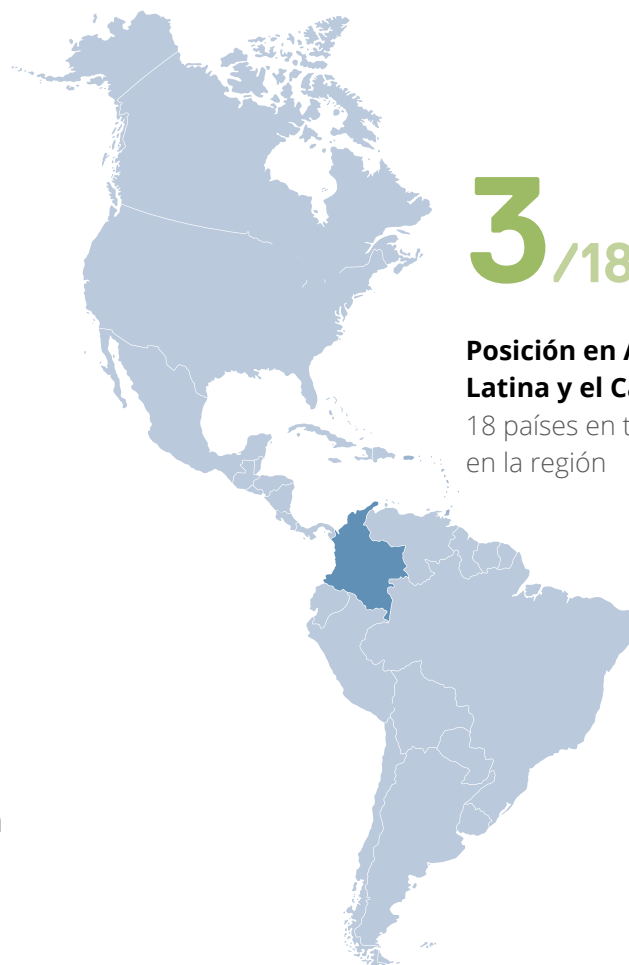 3/18
Posición en
Latina y el
18 países en
en la región